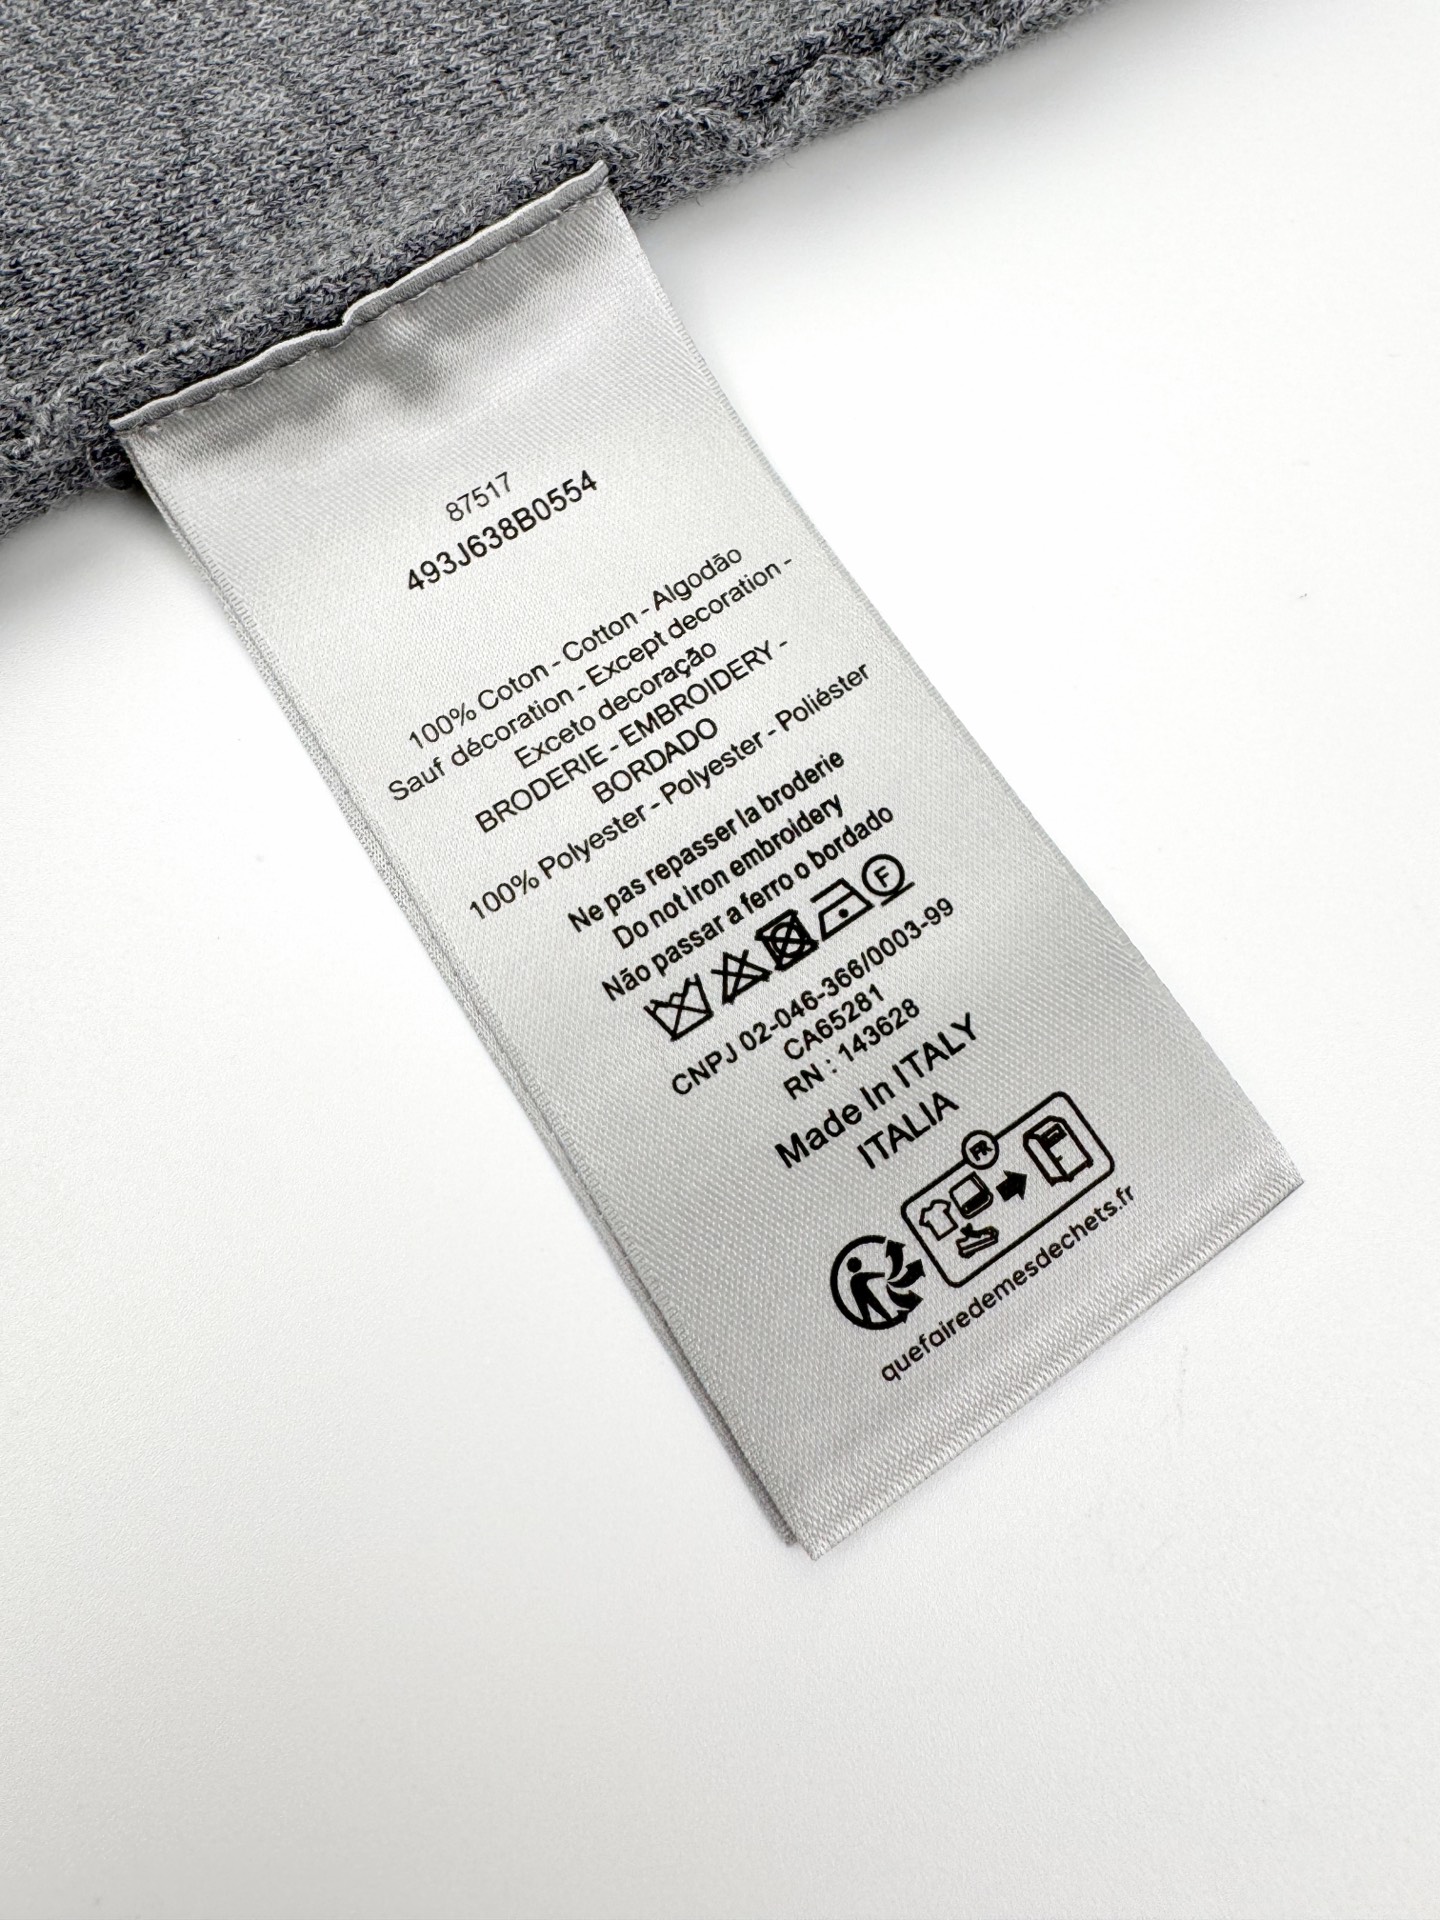 87517
493J638B0554
100% Coton - Cotton - Algodão
Sauf décoration - Except decoration -
Exceto decoração
BRODERIE - EMBROIDERY -
BORDADO
100% Polyester - Polyester - Poliéster
Ne pas repasser la broderie
Do not iron embroidery
Não passar a ferro o bordado
F
CNPJ 02-046-366/0003-99
CA65281
RN : 143628
Made In ITALY
ITALIA
FR
quefairedemesdechets.fr